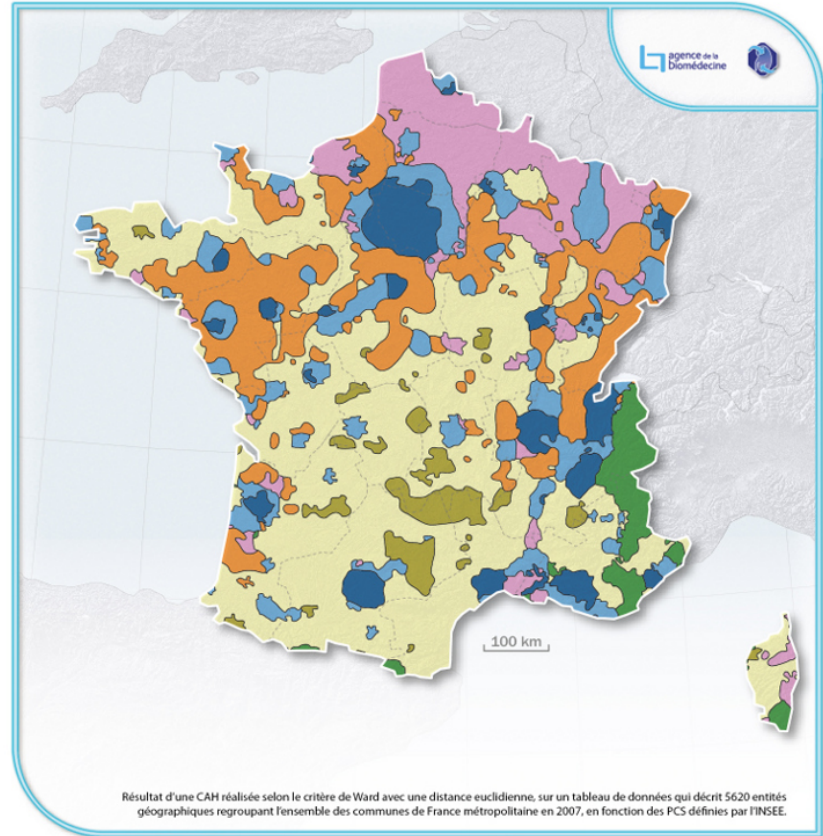 agence de la
biomédecine
100 km
Résultat d'une CAH réalisée selon le critère de Ward avec une distance euclidienne, sur un tableau de données qui décrit 5620 entités
géographiques regroupant l'ensemble des communes de France métropolitaine en 2007, en fonction des PCS définies par l'INSEE.